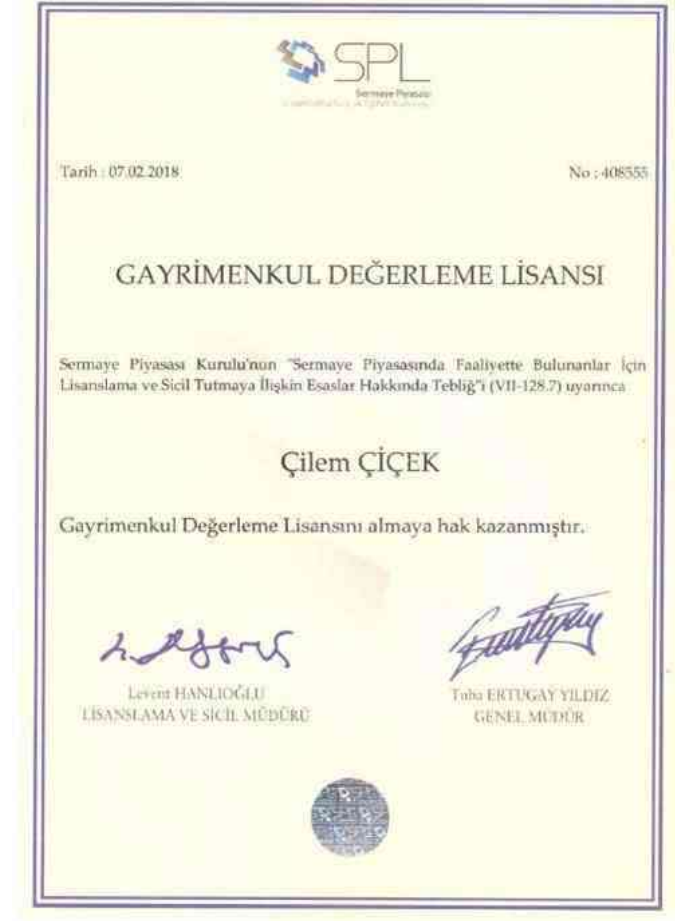 SPL
Sermaye Piyasası
Tarih : 07.02.2018
No : 408555
GAYRİMENKUL DEĞERLEME LİSANSI
Sermaye Piyasası Kurulu'nun "Sermaye Piyasasında Faaliyette Bulunanlar İçin
Lisanslama ve Sicil Tutmaya İlişkin Esaslar Hakkında Tebliğ"i (VII-128.7) uyarınca
Çilem ÇİÇEK
Gayrimenkul Değerleme Lisansını almaya hak kazanmıştır.
Levent HANLIOĞLU
LİSANSLAMA VE SİCİL MÜDÜRÜ
Tuba ERTUGAY YILDIZ
GENEL MÜDÜR